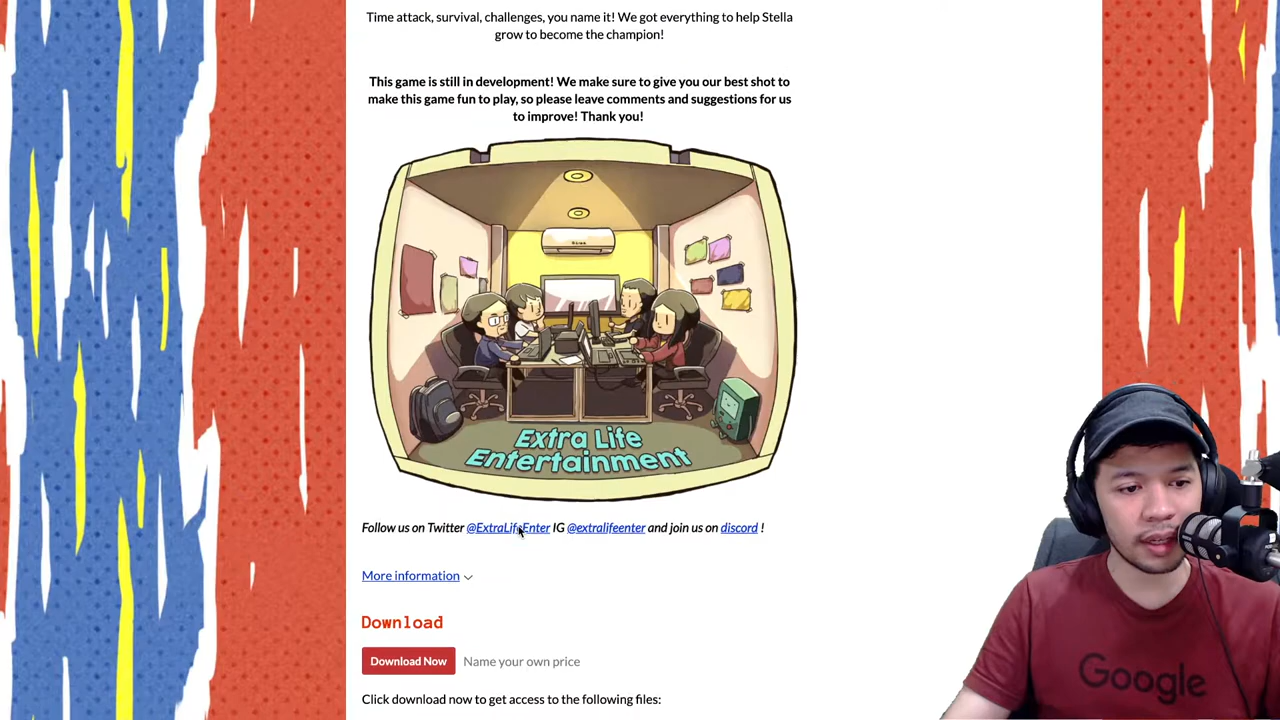 Time attack, survival, challenges, you name it! We got everything to help Stella
grow to become the champion!
This game is still in development! We make sure to give you our best shot to
make this game fun to play, so please leave comments and suggestions for us
to improve! Thank you!
Extra Life
Entertainment
Follow us on Twitter @ExtraLifeEnter IG @extralifeenter and join us on discord !
More information
Download
Download Now Name your own price
Click download now to get access to the following files:
Google